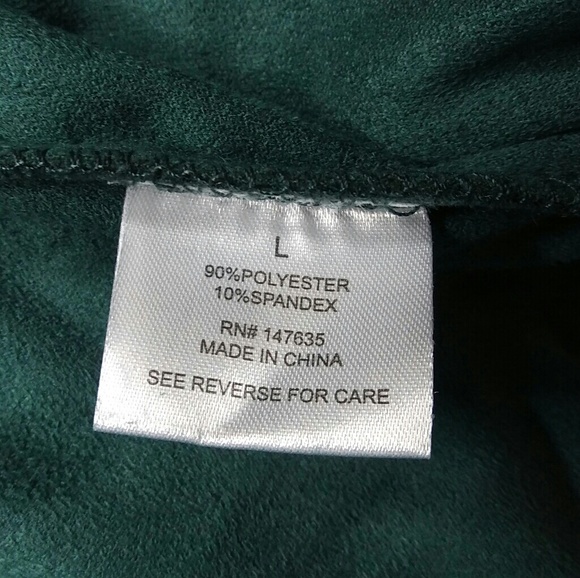 L
90%POLYESTER
10%SPANDEX
RN# 147635
MADE IN CHINA
SEE REVERSE FOR CARE